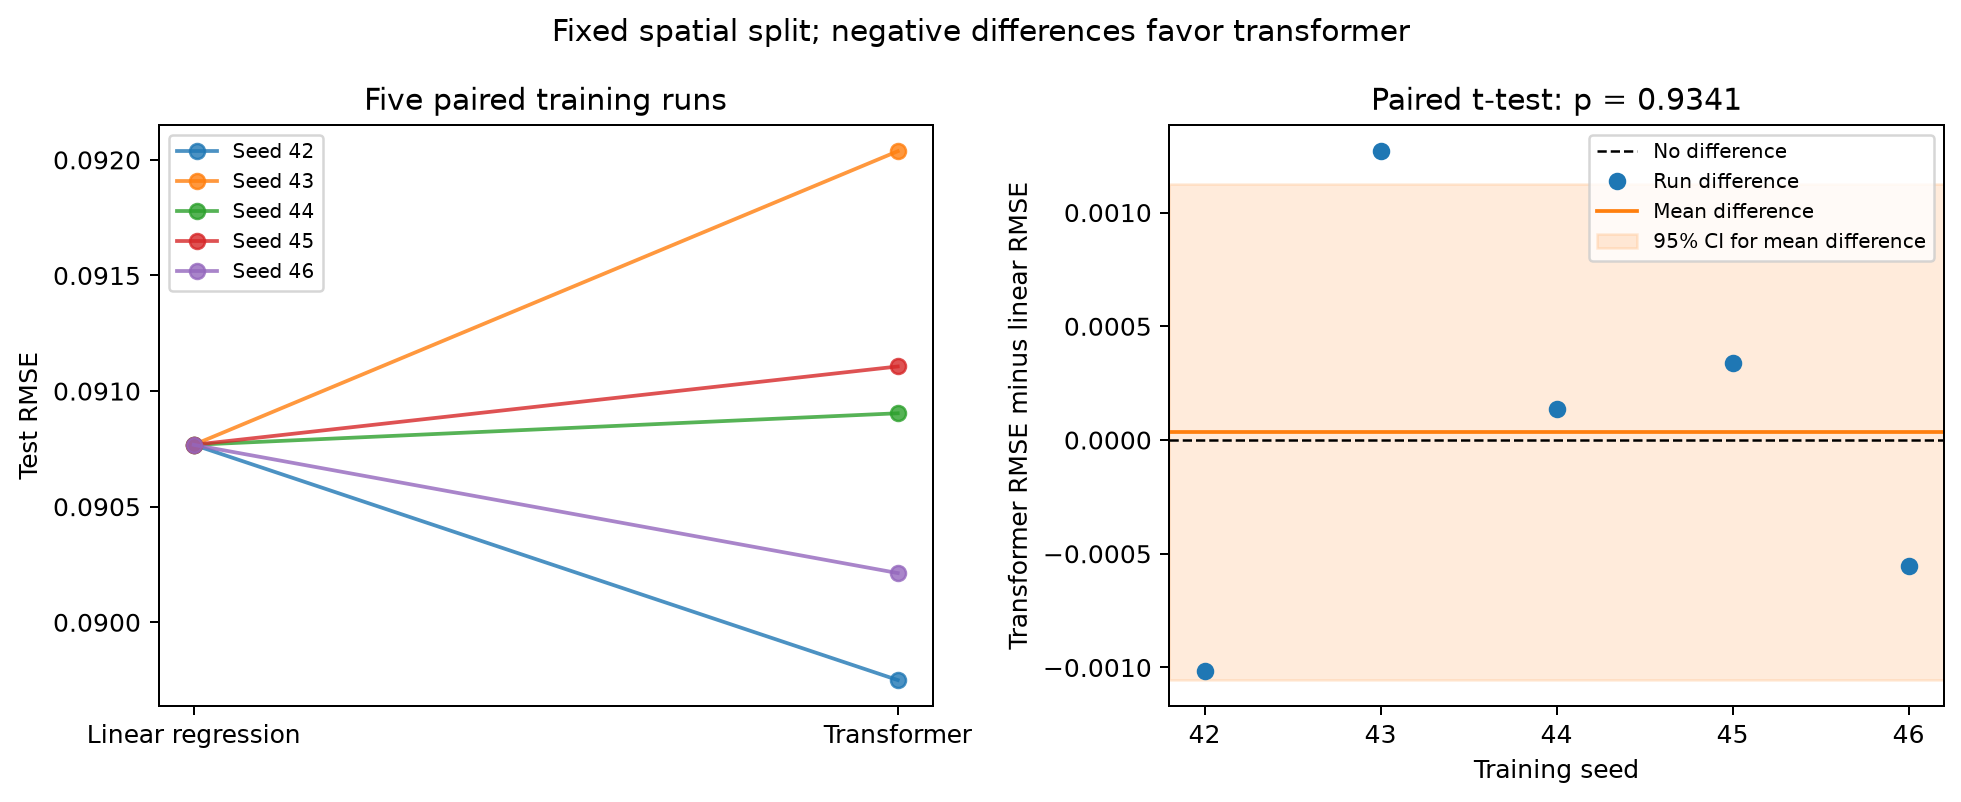 Fixed spatial split; negative differences favor transformer
Five paired training runs
Test RMSE
0.0920
0.0915
0.0910
0.0905
0.0900
Seed 42
Seed 43
Seed 44
Seed 45
Seed 46
Linear regression
Transformer
Paired t-test: p = 0.9341
Transformer RMSE minus linear RMSE
0.0010
0.0005
0.0000
−0.0005
−0.0010
No difference
Run difference
Mean difference
95% CI for mean difference
42
43
44
45
46
Training seed